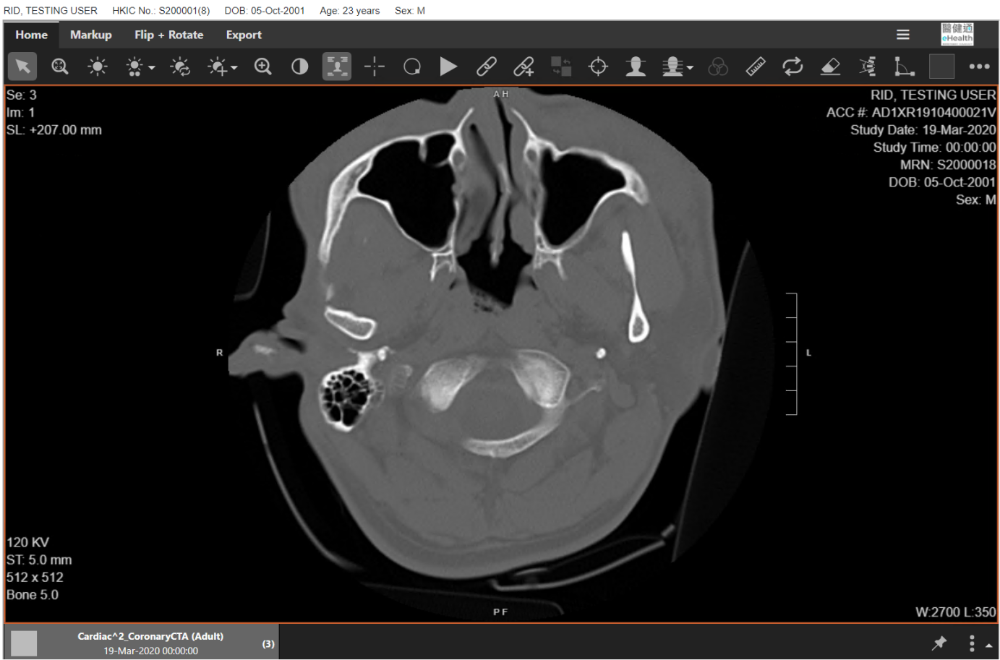 RID, TESTING USER HKIC No.: S200001(8) DOB: 05-Oct-2001 Age: 23 years Sex: M
Home Markup Flip + Rotate Export
醫健通
eHealth
Se: 3
Im: 1
SL: +207.00 mm
A H
RID, TESTING USER
ACC #: AD1XR1910400021V
Study Date: 19-Mar-2020
Study Time: 00:00:00
MRN: S2000018
DOB: 05-Oct-2001
Sex: M
R
L
120 KV
ST: 5.0 mm
512 x 512
Bone 5.0
P F
W:2700 L:350
Cardiac^2_CoronaryCTA (Adult)
19-Mar-2020 00:00:00
(3)